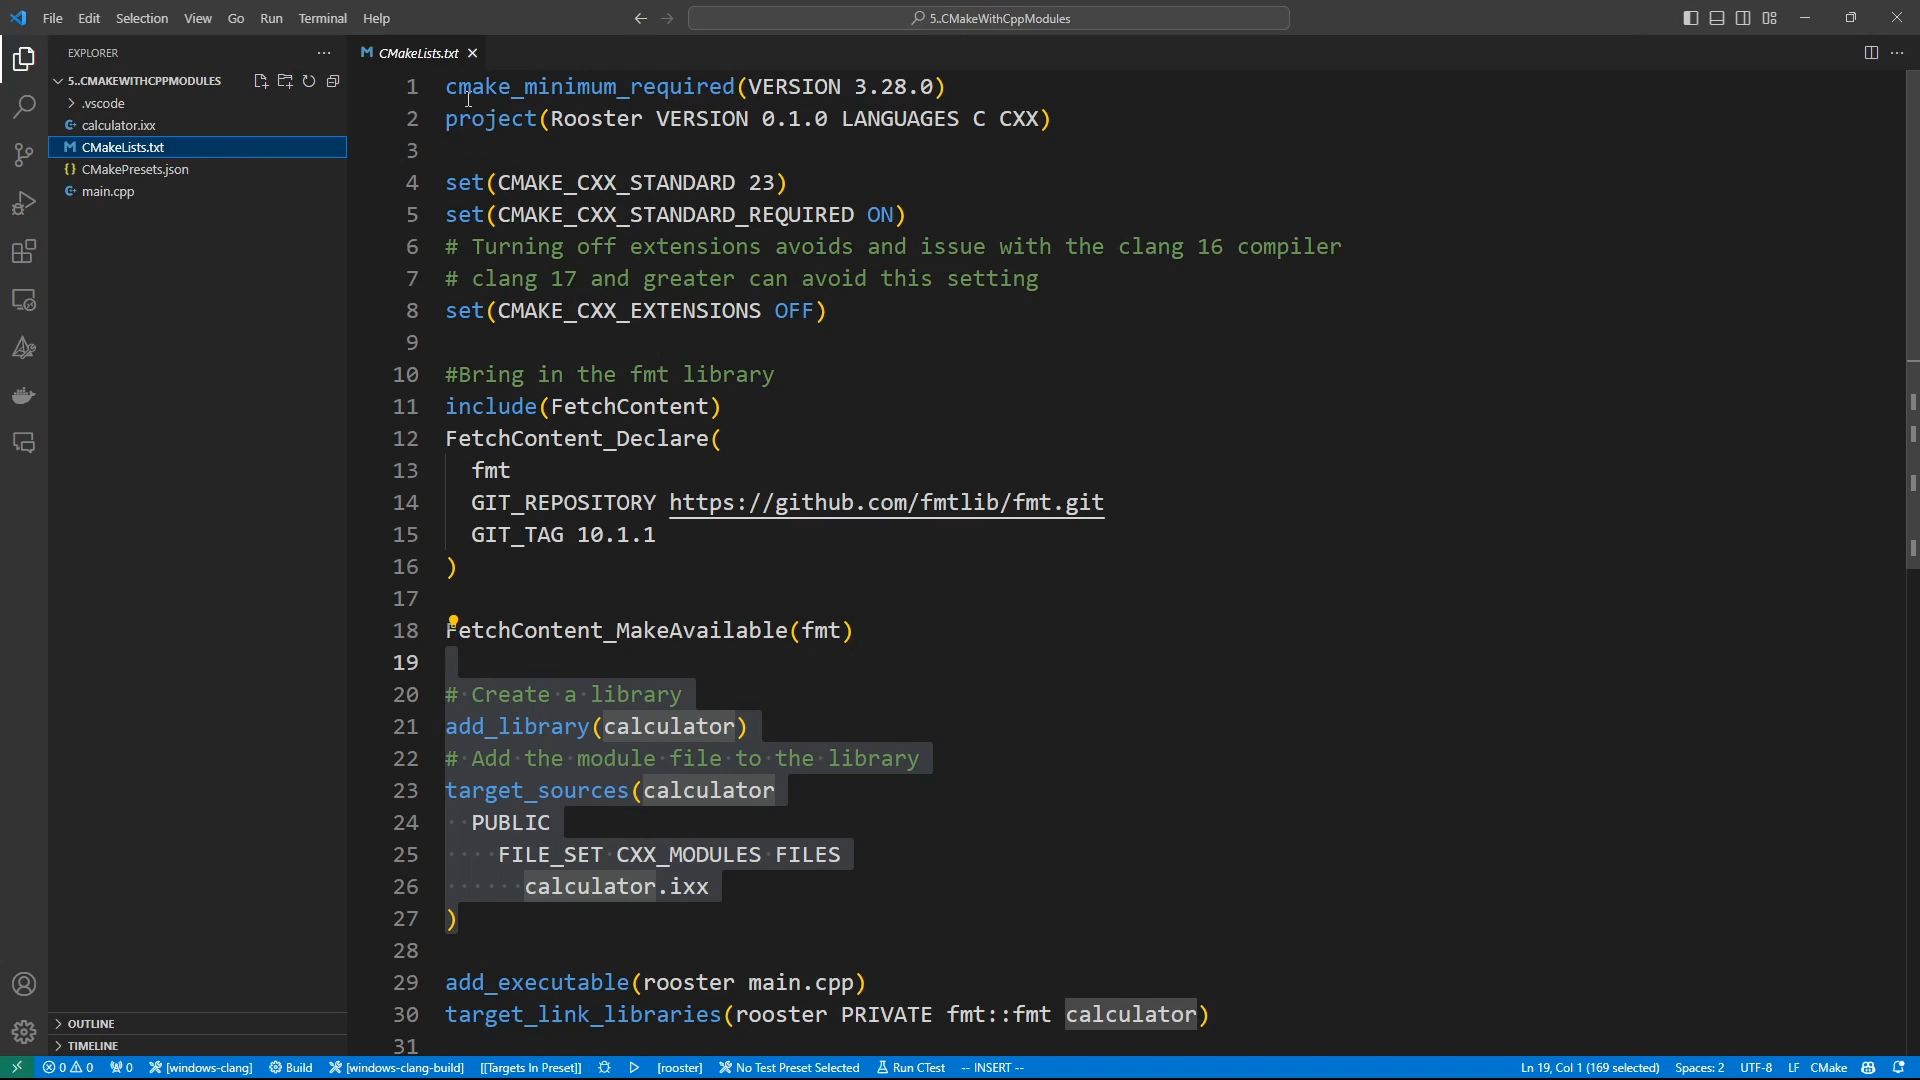 File Edit Selection View Go Run Terminal Help
5..CMakeWithCppModules
EXPLORER
5..CMAKEWITHCPPMODULES
.vscode
calculator.ixx
CMakeLists.txt
CMakePresets.json
main.cpp
OUTLINE
TIMELINE
CMakeLists.txt
1 cmake_minimum_required(VERSION 3.28.0)
2 project(Rooster VERSION 0.1.0 LANGUAGES C CXX)
3
4 set(CMAKE_CXX_STANDARD 23)
5 set(CMAKE_CXX_STANDARD_REQUIRED ON)
6 # Turning off extensions avoids and issue with the clang 16 compiler
7 # clang 17 and greater can avoid this setting
8 set(CMAKE_CXX_EXTENSIONS OFF)
9
10 #Bring in the fmt library
11 include(FetchContent)
12 FetchContent_Declare(
13 fmt
14 GIT_REPOSITORY https://github.com/fmtlib/fmt.git
15 GIT_TAG 10.1.1
16 )
17
18 FetchContent_MakeAvailable(fmt)
19
20 # Create a library
21 add_library(calculator)
22 # Add the module file to the library
23 target_sources(calculator
24 PUBLIC
25 FILE_SET CXX_MODULES FILES
26 calculator.ixx
27 )
28
29 add_executable(rooster main.cpp)
30 target_link_libraries(rooster PRIVATE fmt::fmt calculator)
31
0 0 0 [windows-clang] Build [windows-clang-build] [[Targets In Preset]] [rooster] No Test Preset Selected Run CTest -- INSERT -- Ln 19, Col 1 (169 selected) Spaces: 2 UTF-8 LF CMake